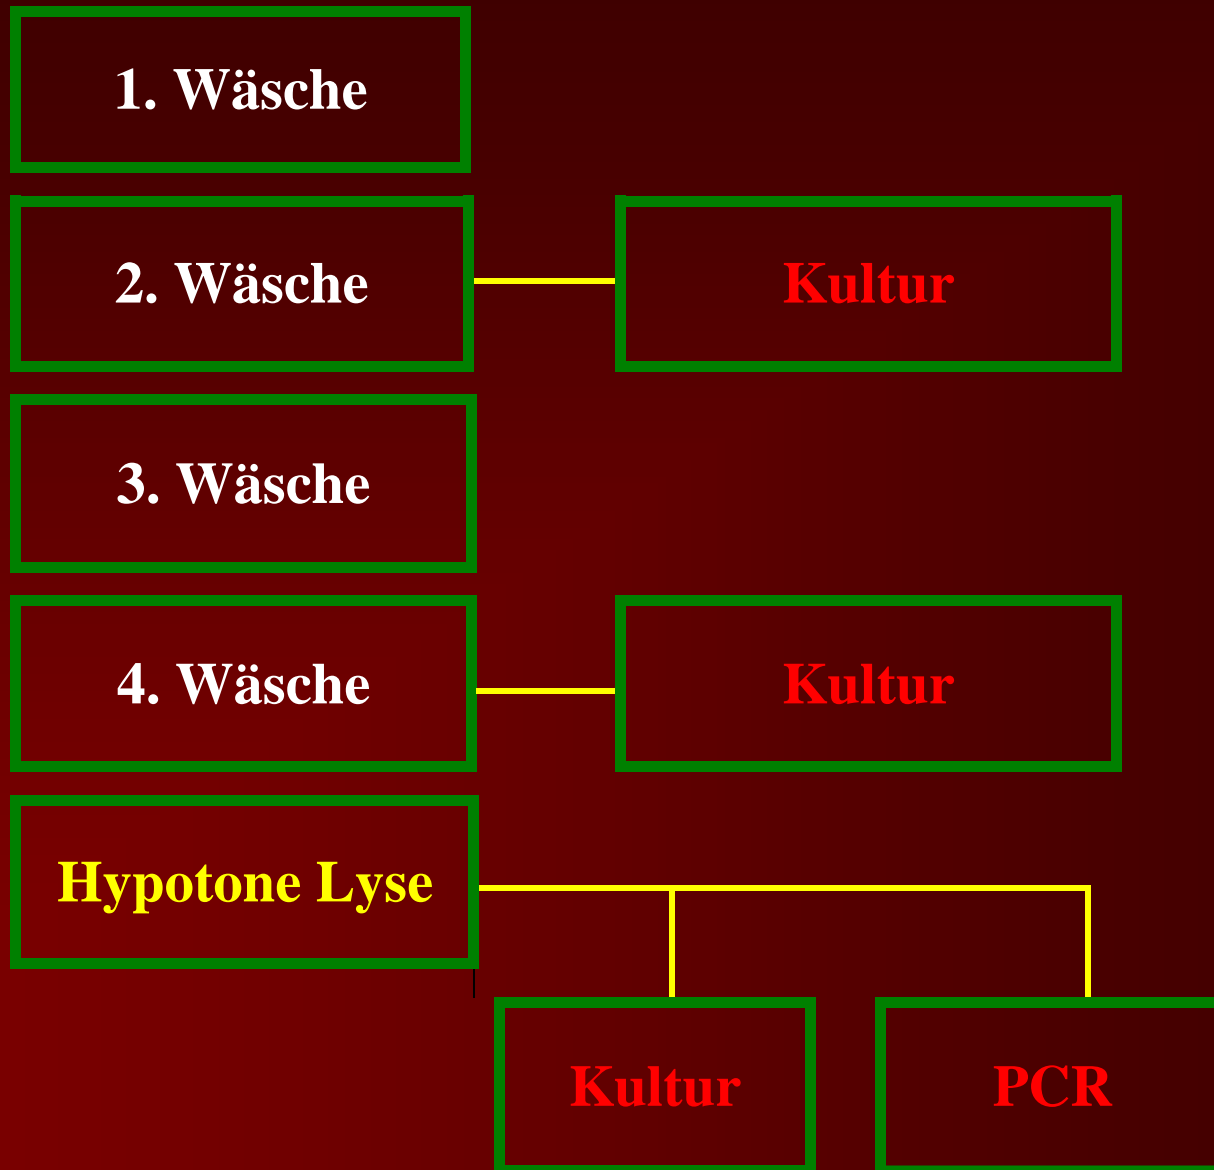 1. Wäsche
2. Wäsche
Kultur
3. Wäsche
4. Wäsche
Kultur
Hypotone Lyse
Kultur
PCR